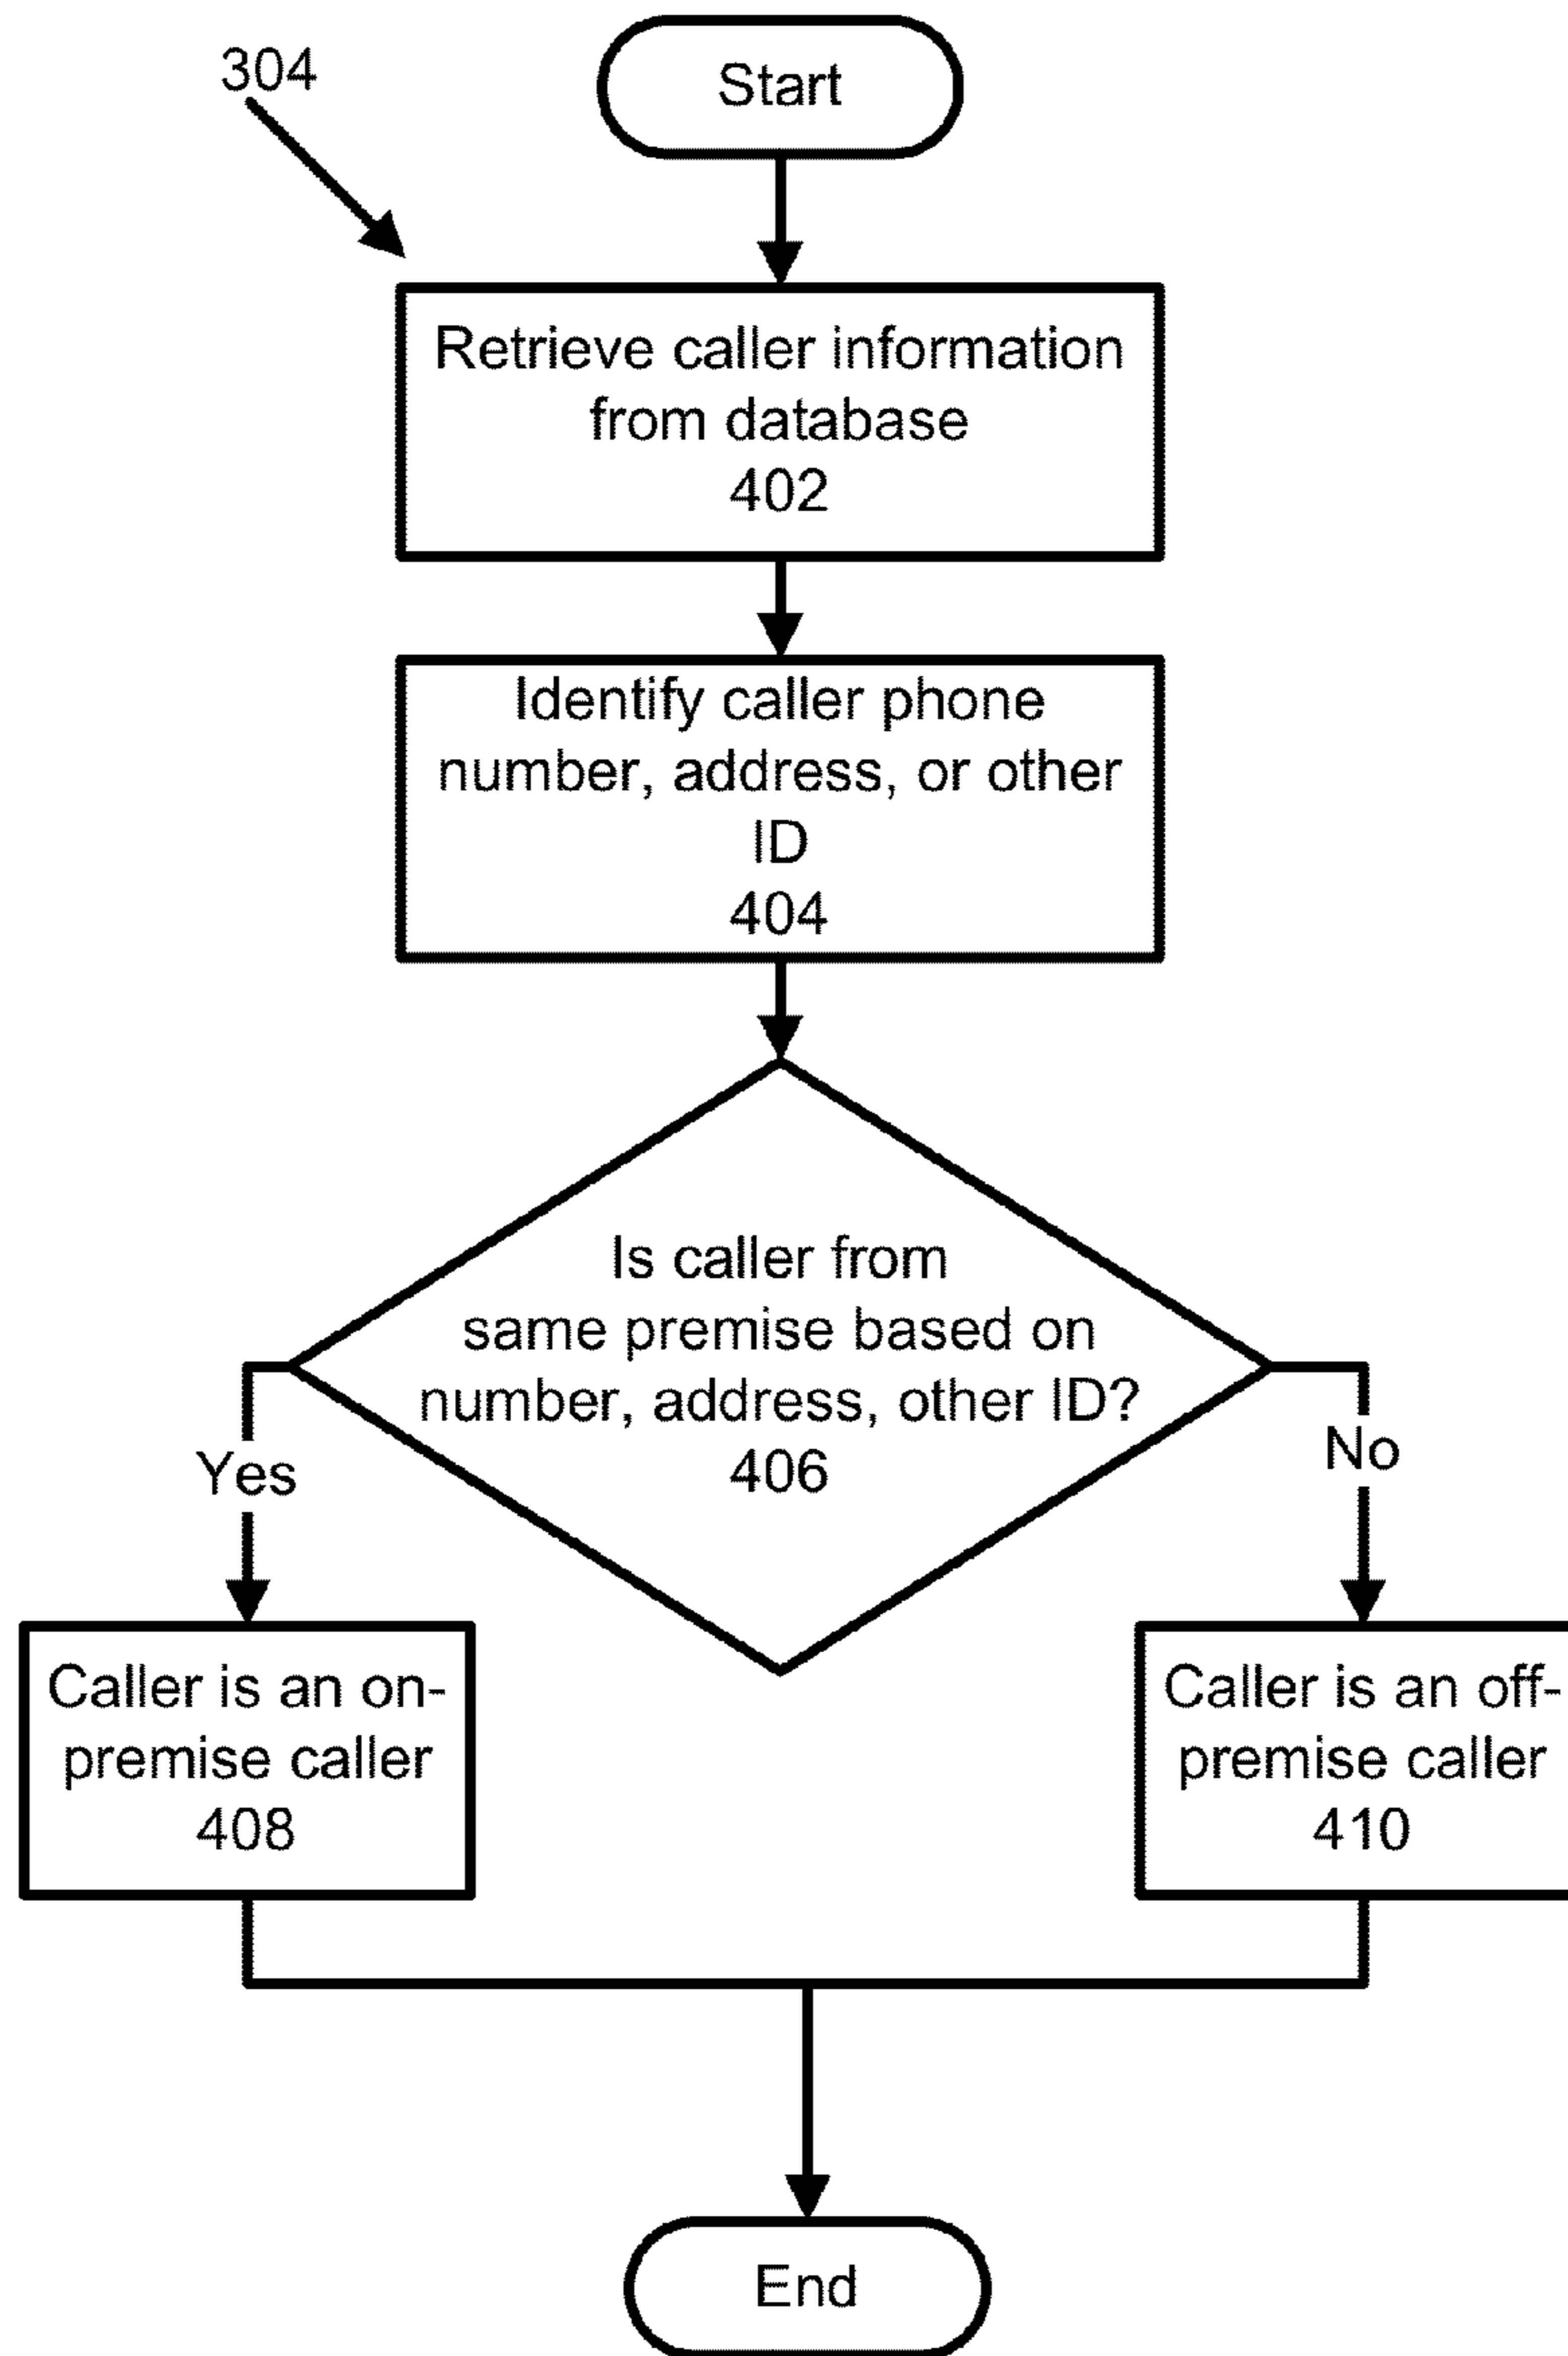 304
Start
Retrieve caller information
from database
402
Identify caller phone
number, address, or other
ID
404
Is caller from
same premise based on
number, address, other ID?
406
Yes
No
Caller is an on-
premise caller
408
Caller is an off-
premise caller
410
End